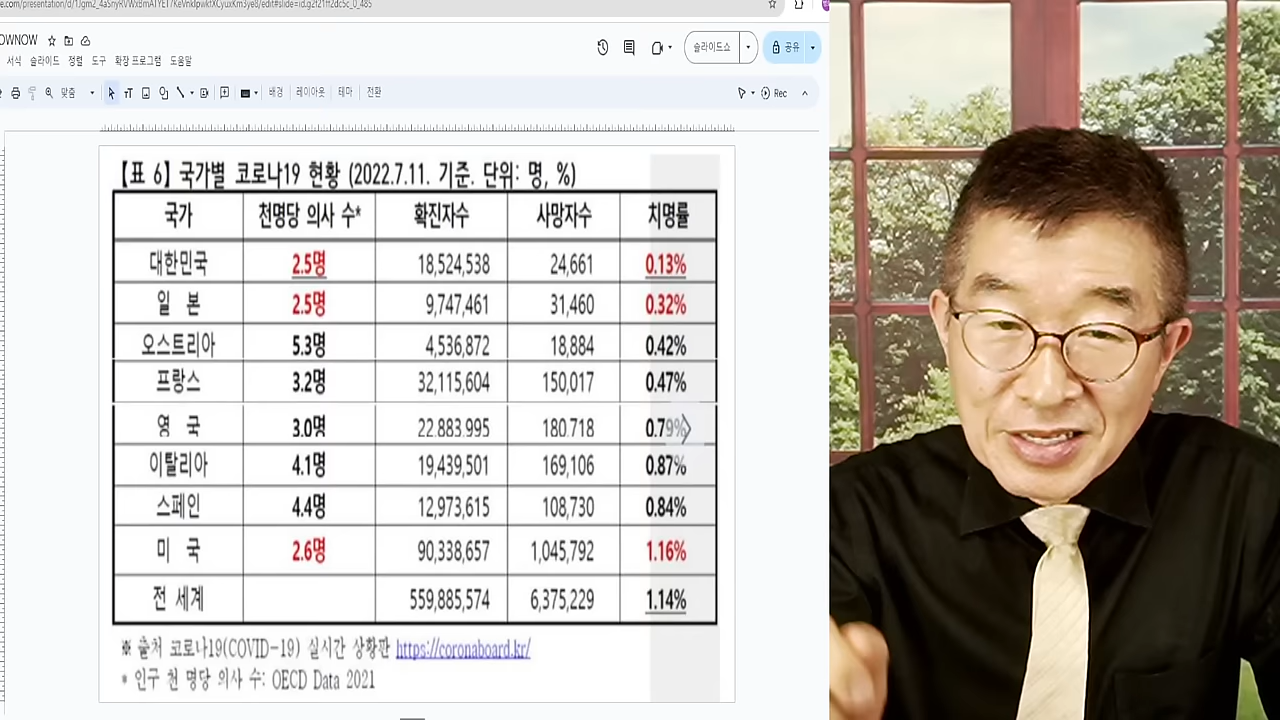 OWNOW
서식 슬라이드 정렬 도구 확장 프로그램 도움말
슬라이드쇼
공유
맞춤
배경 레이아웃 테마 전환
Rec
【표 6】 국가별 코로나19 현황 (2022.7.11. 기준. 단위: 명, %)
국가 천명당 의사 수* 확진자수 사망자수 치명률
대한민국 2.5명 18,524,538 24,661 0.13%
일 본 2.5명 9,747,461 31,460 0.32%
오스트리아 5.3명 4,536,872 18,884 0.42%
프랑스 3.2명 32,115,604 150,017 0.47%
영 국 3.0명 22.883.995 180.718 0.79%
이탈리아 4.1명 19,439,501 169,106 0.87%
스페인 4.4명 12,973,615 108,730 0.84%
미 국 2.6명 90,338,657 1,045,792 1.16%
전 세계 559,885,574 6,375,229 1.14%
※ 출처 코로나19(COVID-19) 실시간 상황판 https://coronaboard.kr/
* 인구 천 명당 의사 수: OECD Data 2021